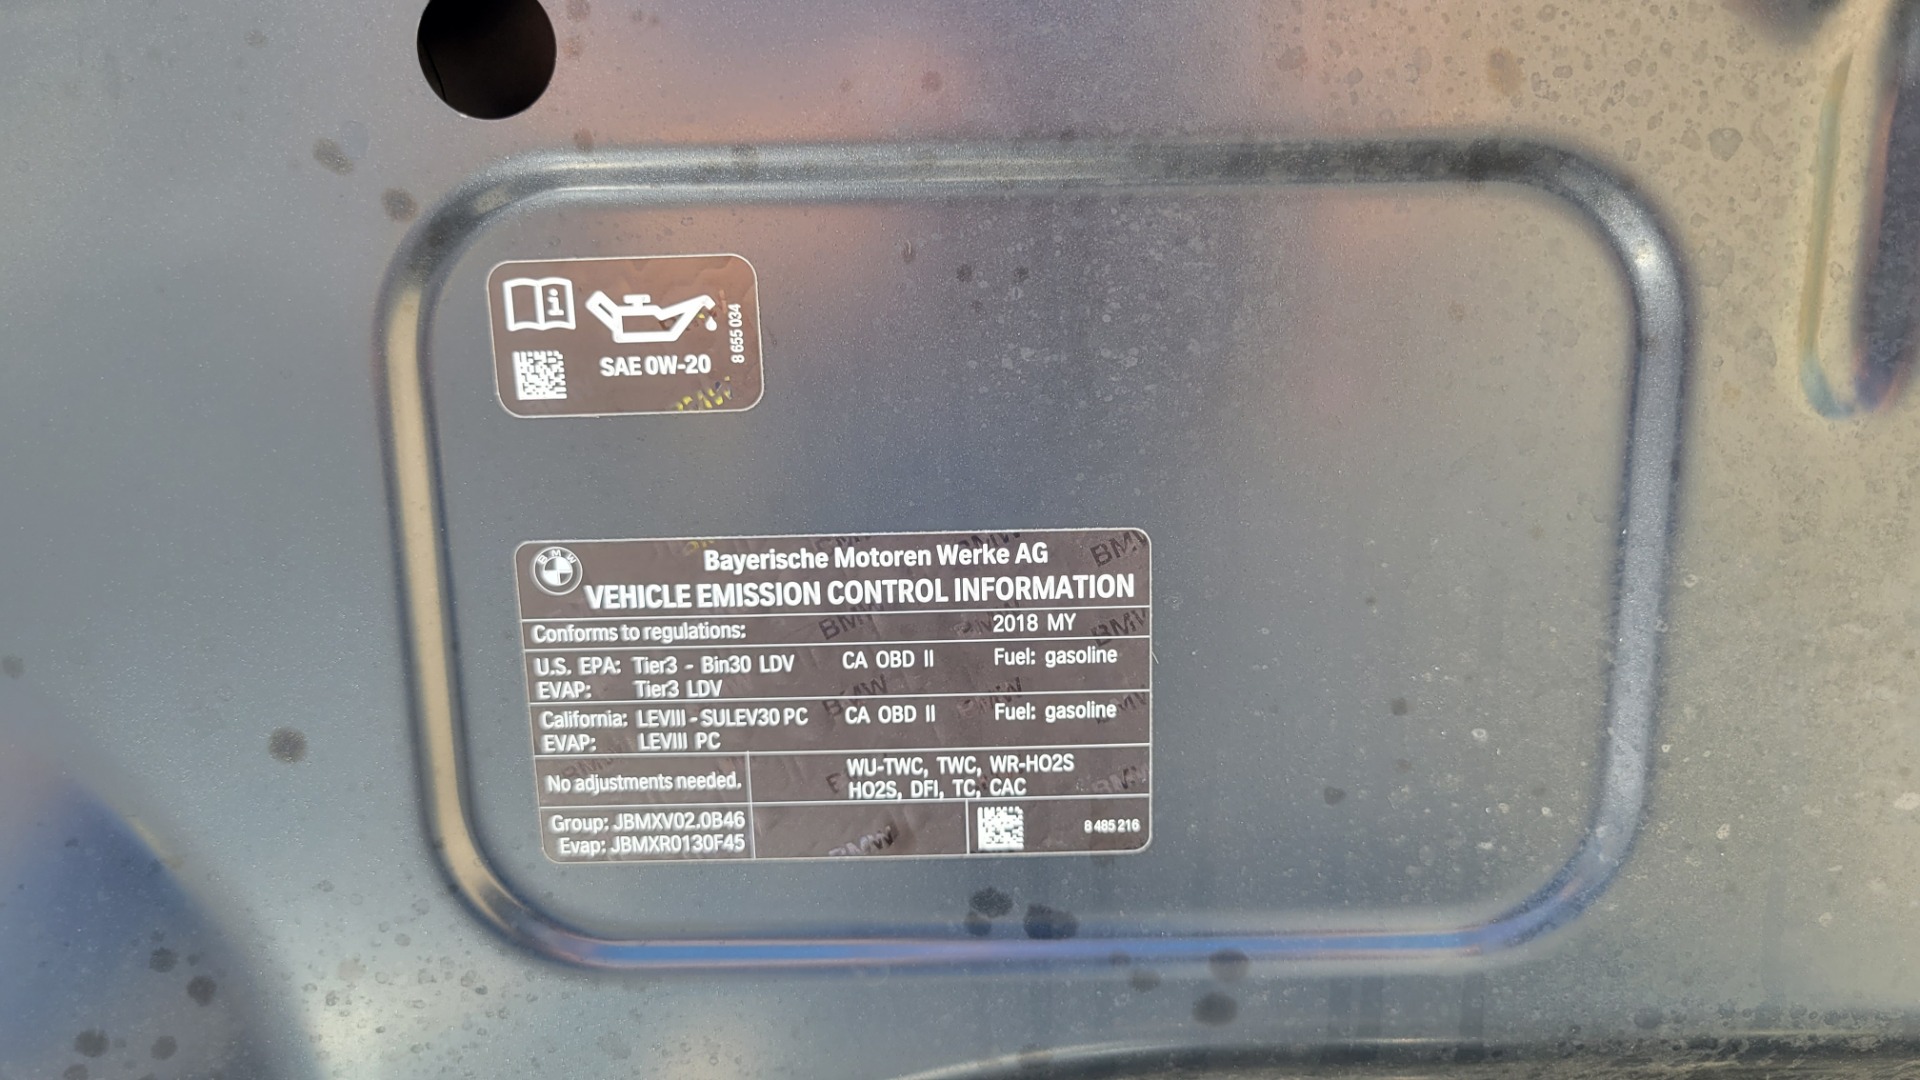 i
8 655 034
SAE 0W-20
BMW
Bayerische Motoren Werke AG
VEHICLE EMISSION CONTROL INFORMATION
Conforms to regulations: 2018 MY
U.S. EPA: Tier3 - Bin30 LDV CA OBD II Fuel: gasoline
EVAP: Tier3 LDV
California: LEVIII - SULEV30 PC CA OBD II Fuel: gasoline
EVAP: LEVIII PC
No adjustments needed.
WU-TWC, TWC, WR-HO2S
HO2S, DFI, TC, CAC
Group: JBMXV02.0B46
Evap: JBMXR0130F45
8 485 216